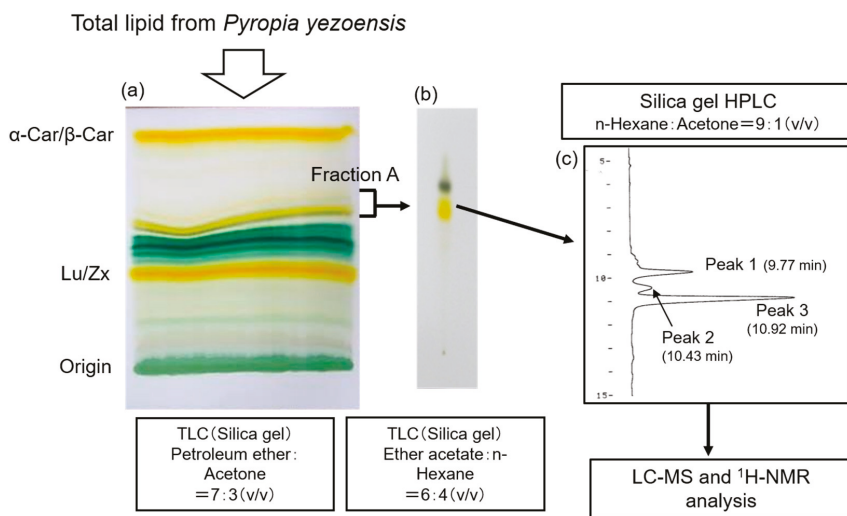 Total lipid from Pyropia yezoensis
(a)
α-Car/β-Car
Fraction A
Lu/Zx
Origin
TLC(Silica gel)
Petroleum ether:
Acetone
=7:3(v/v)
(b)
TLC(Silica gel)
Ether acetate:n-
Hexane
=6:4(v/v)
Silica gel HPLC
n-Hexane:Acetone=9:1(v/v)
(c)
5-
10-
15-
Peak 1 (9.77 min)
Peak 3
(10.92 min)
Peak 2
(10.43 min)
LC-MS and ¹H-NMR
analysis